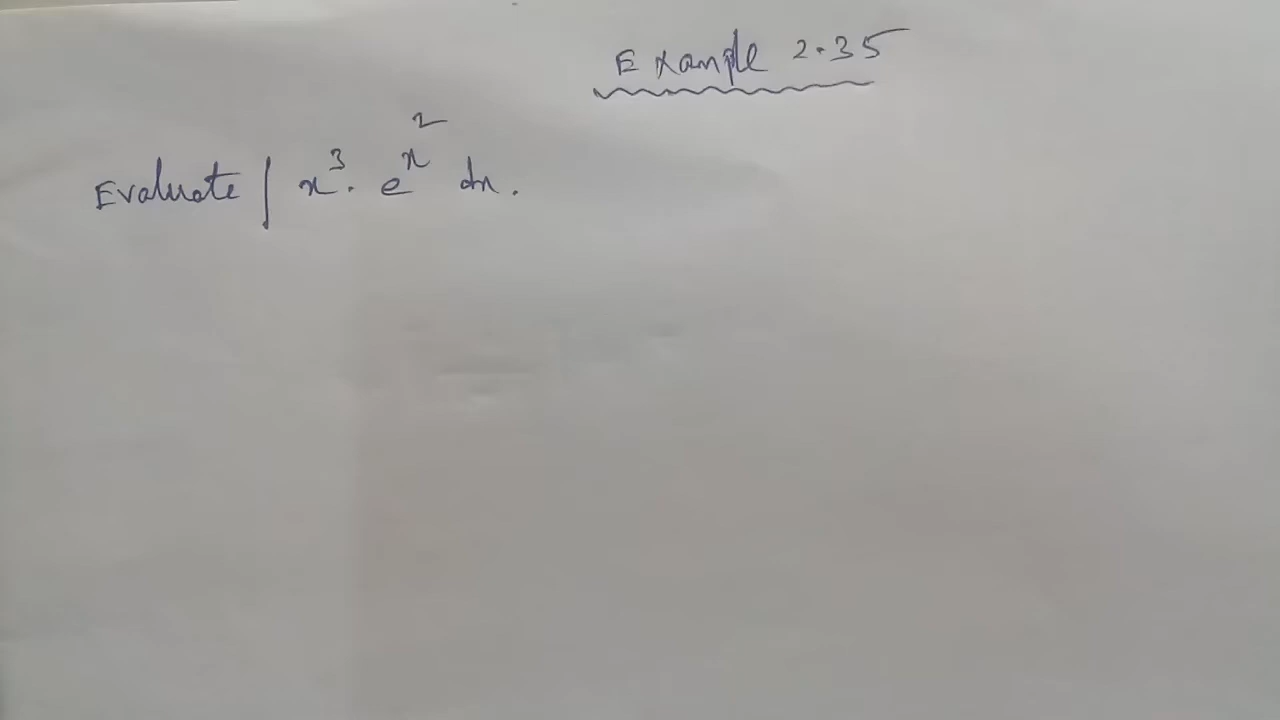 Example 2.35
Evaluate ∫ x³. e^x² dx.